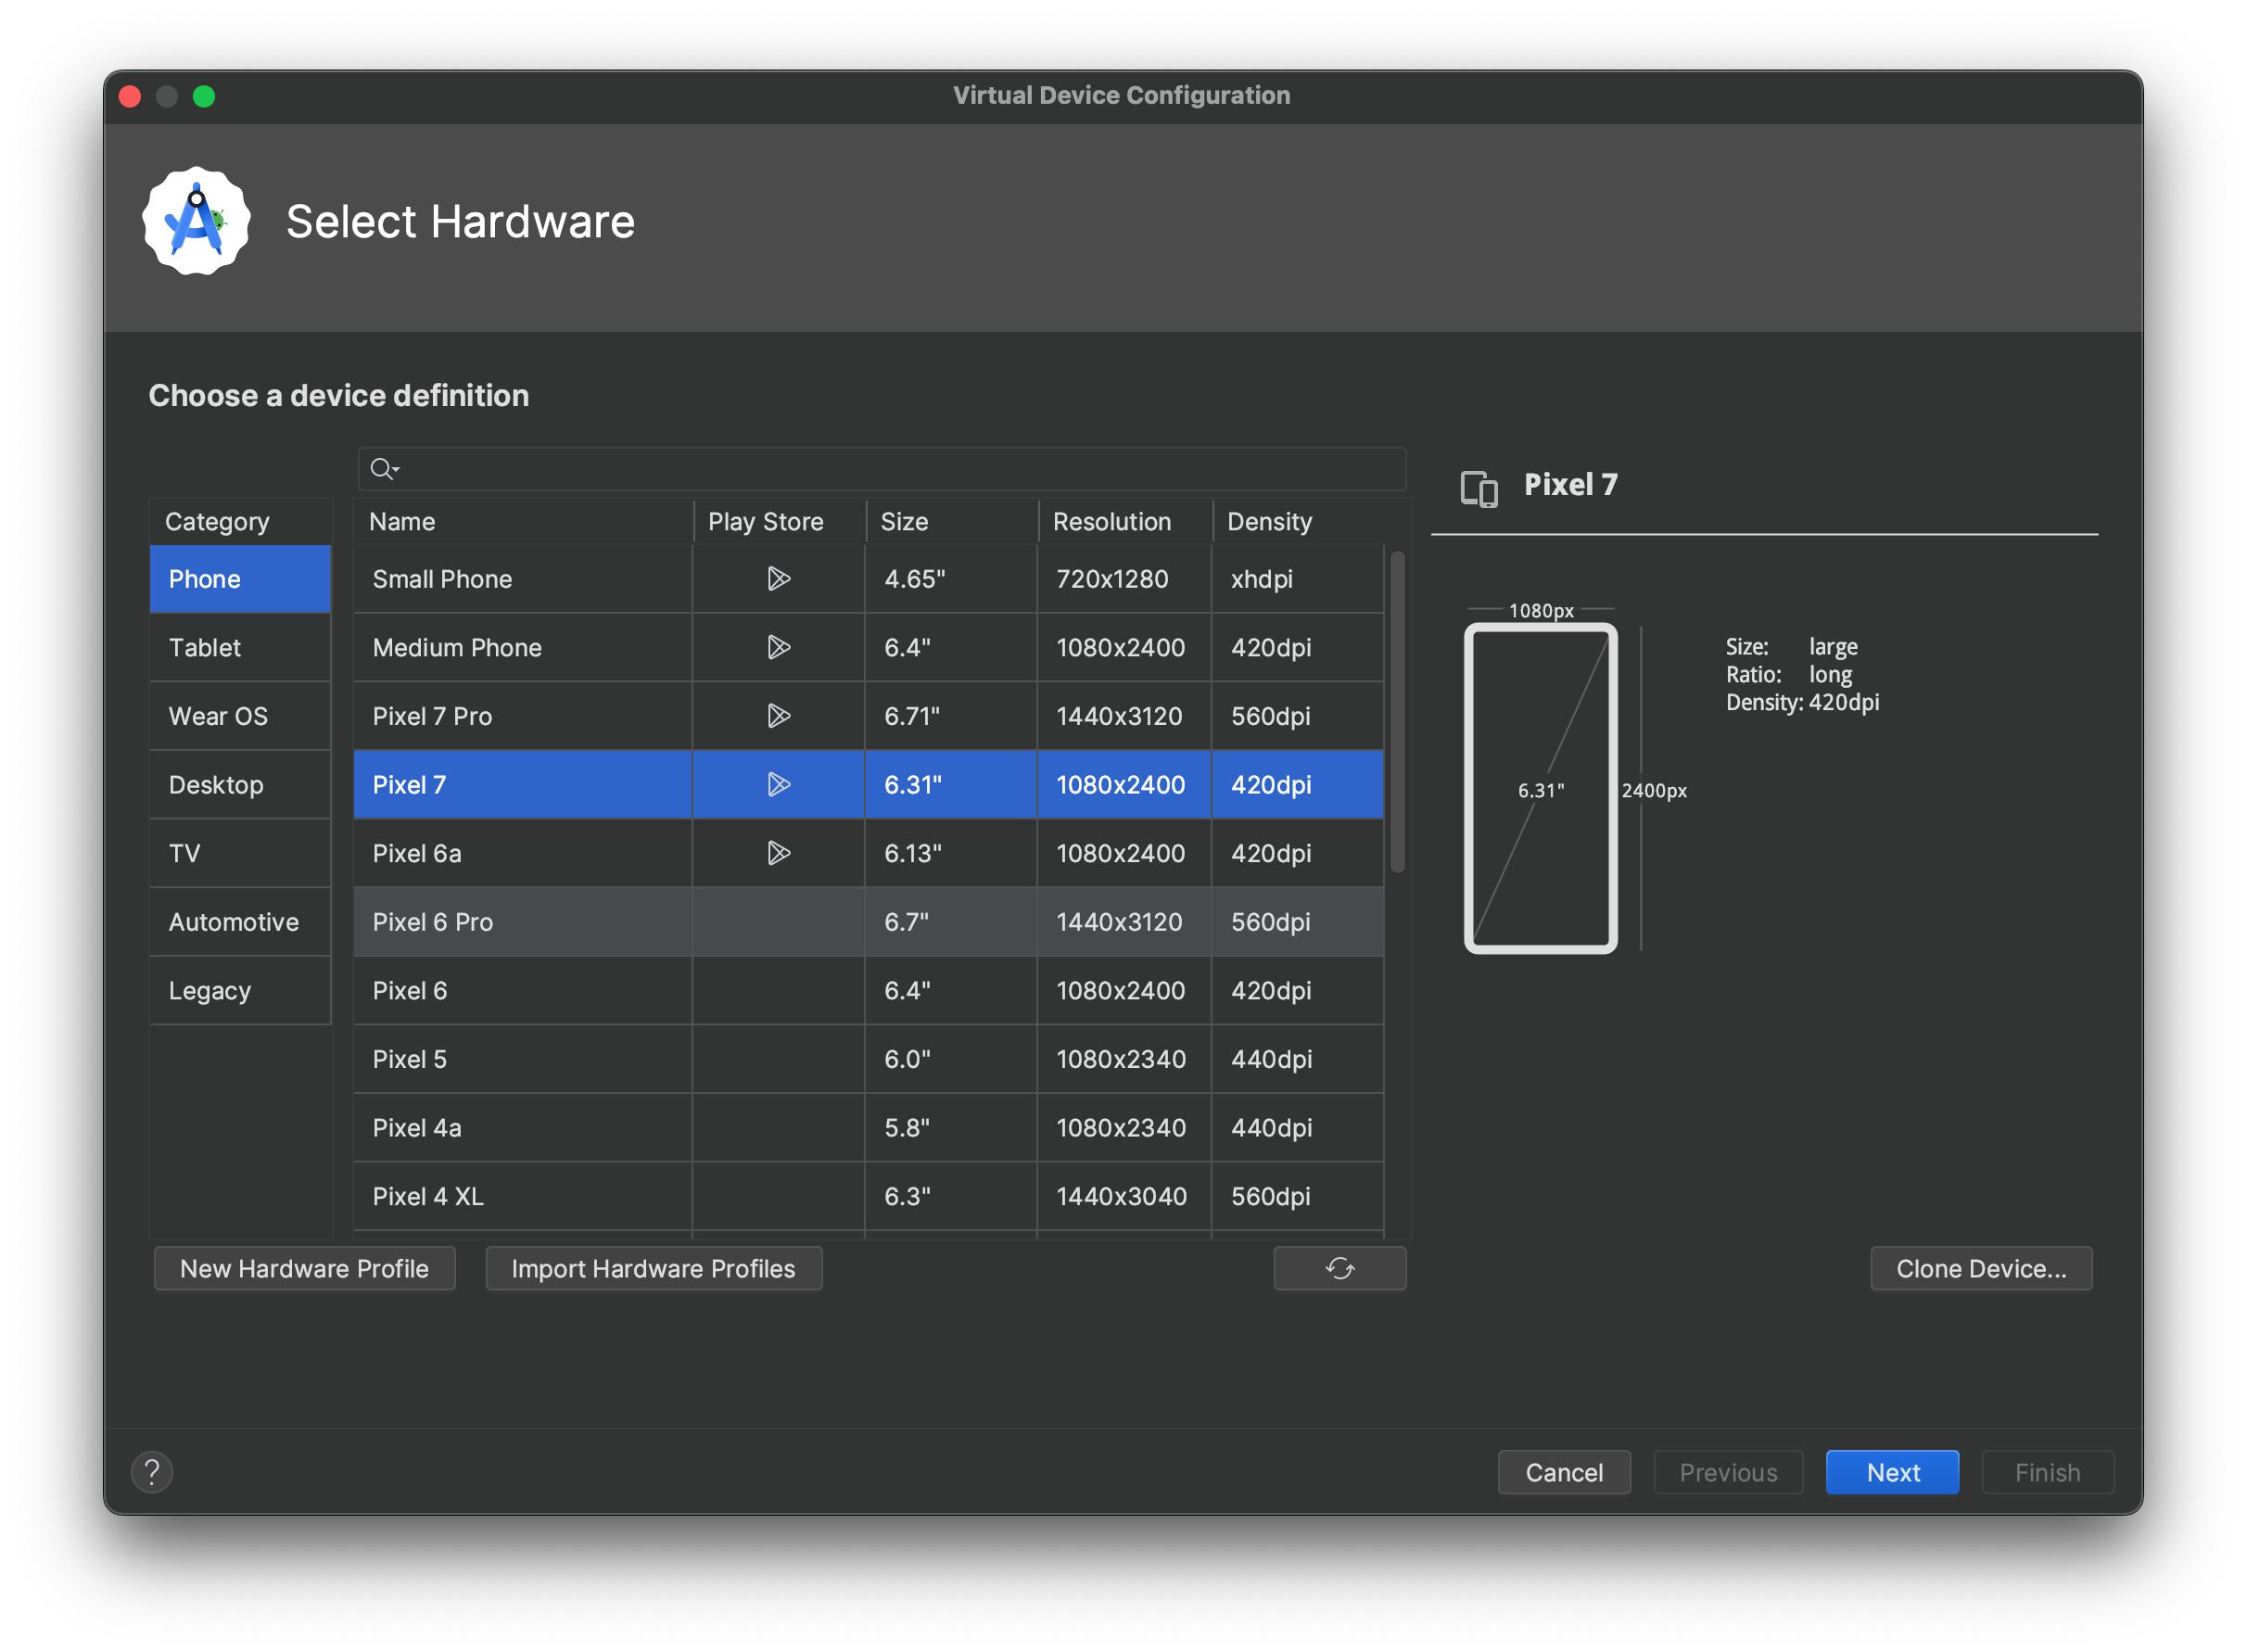 Virtual Device Configuration
Select Hardware
Choose a device definition
Category
Phone
Tablet
Wear OS
Desktop
TV
Automotive
Legacy
Name Play Store Size Resolution Density
Small Phone 4.65" 720x1280 xhdpi
Medium Phone 6.4" 1080x2400 420dpi
Pixel 7 Pro 6.71" 1440x3120 560dpi
Pixel 7 6.31" 1080x2400 420dpi
Pixel 6a 6.13" 1080x2400 420dpi
Pixel 6 Pro 6.7" 1440x3120 560dpi
Pixel 6 6.4" 1080x2400 420dpi
Pixel 5 6.0" 1080x2340 440dpi
Pixel 4a 5.8" 1080x2340 440dpi
Pixel 4 XL 6.3" 1440x3040 560dpi
Pixel 7
1080px
6.31" 2400px
Size: large
Ratio: long
Density: 420dpi
New Hardware Profile Import Hardware Profiles Clone Device...
? Cancel Previous Next Finish